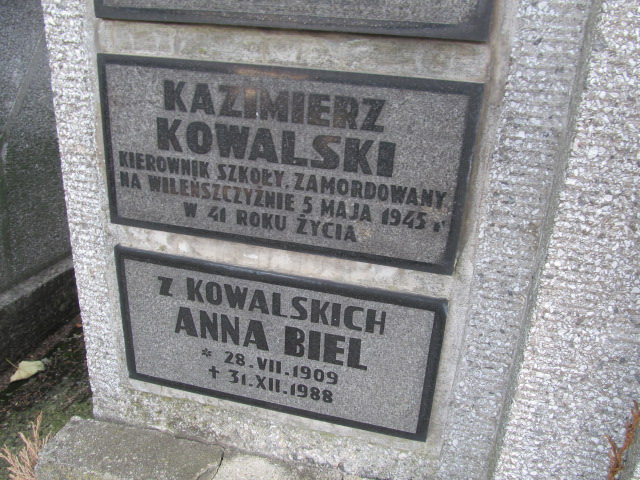 KAZIMIERZ
KOWALSKI
KIEROWNIK SZKOŁY, ZAMORDOWANY
NA WILEŃSZCZYŹNIE 5 MAJA 1945 r
W 41 ROKU ŻYCIA
Z KOWALSKICH
ANNA BIEL
* 28.VII.1909
✝ 31.XII.1988